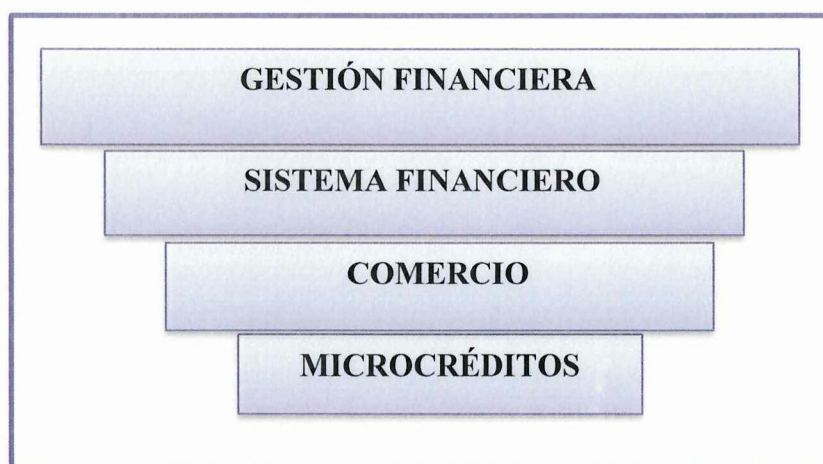 GESTIÓN FINANCIERA
SISTEMA FINANCIERO
COMERCIO
MICROCRÉDITOS